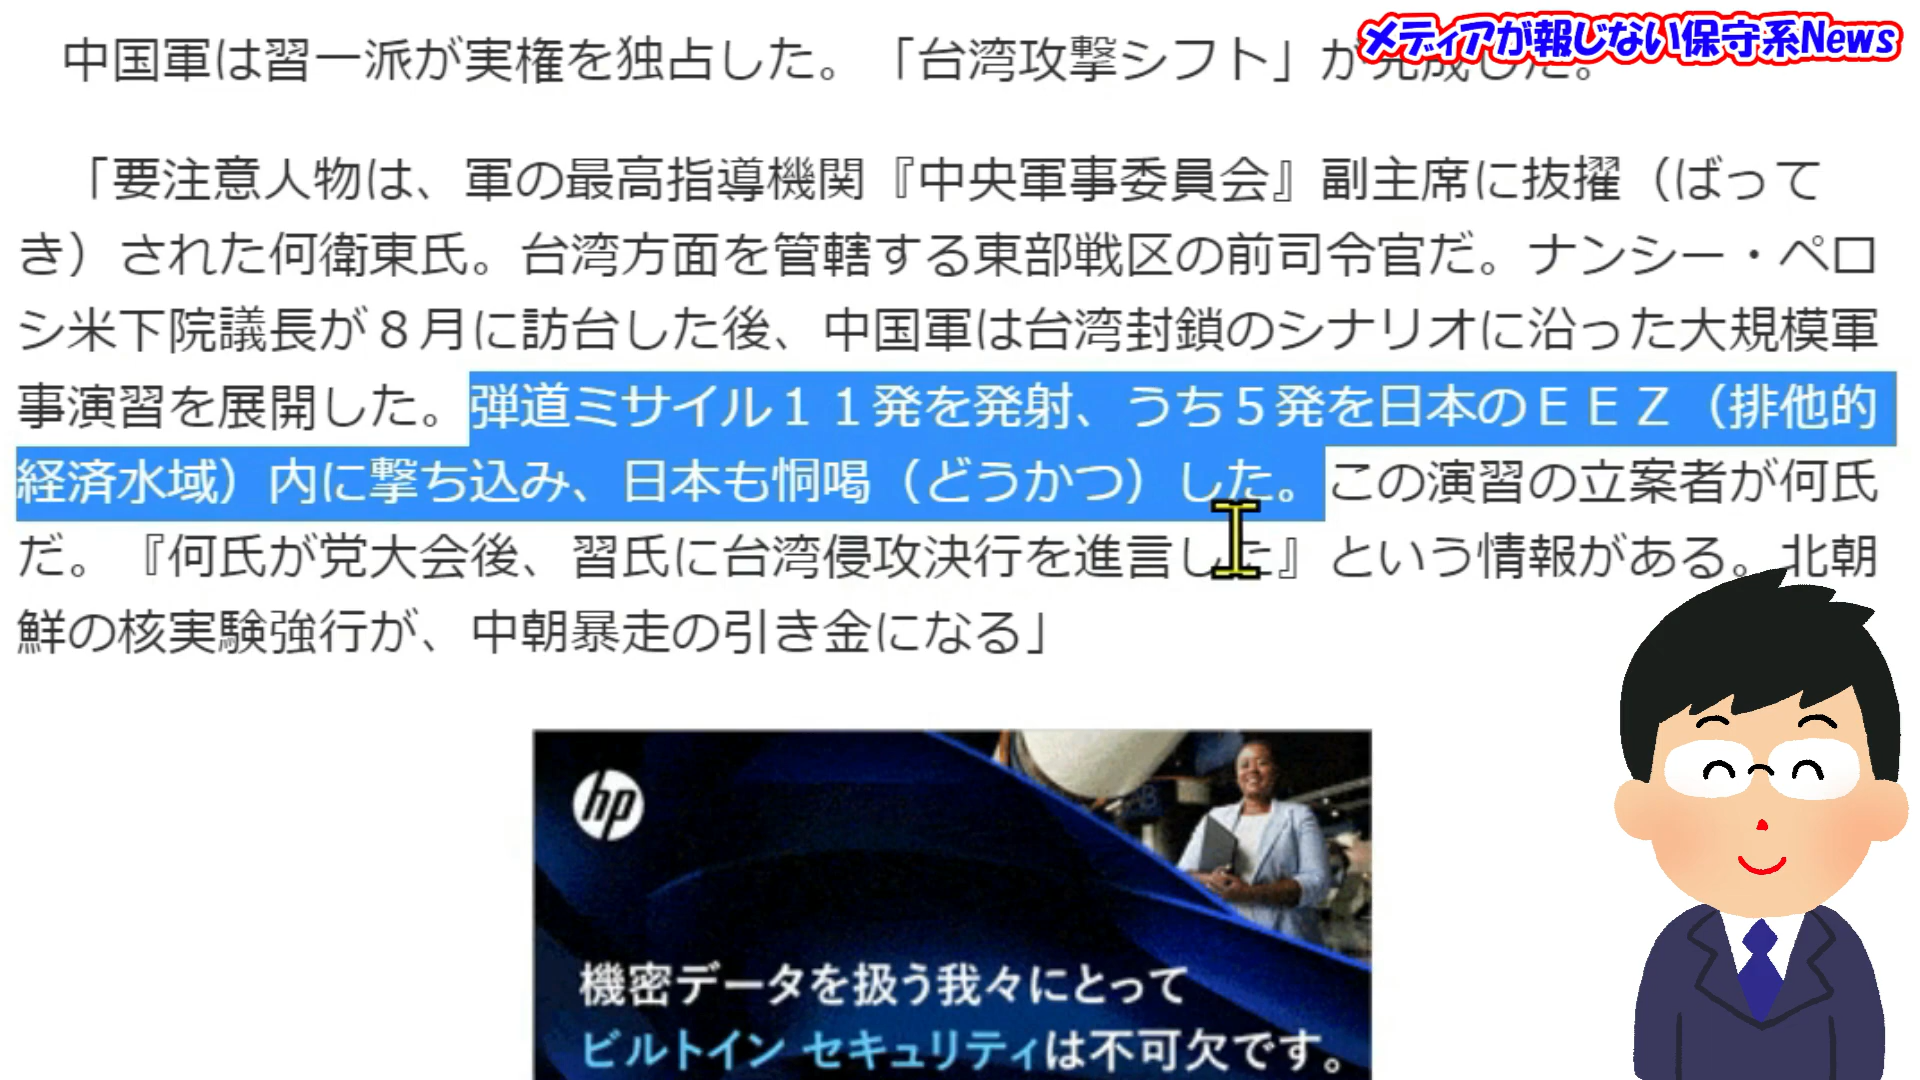 メディアが報じない保守系News
中国軍は習一派が実権を独占した。「台湾攻撃シフト」が完成した。
「要注意人物は、軍の最高指導機関『中央軍事委員会』副主席に抜擢（ばって
き）された何衛東氏。台湾方面を管轄する東部戦区の前司令官だ。ナンシー・ペロ
シ米下院議長が８月に訪台した後、中国軍は台湾封鎖のシナリオに沿った大規模軍
事演習を展開した。弾道ミサイル１１発を発射、うち５発を日本のＥＥＺ（排他的
経済水域）内に撃ち込み、日本も恫喝（どうかつ）した。この演習の立案者が何氏
だ。『何氏が党大会後、習氏に台湾侵攻決行を進言した』という情報がある。北朝
鮮の核実験強行が、中朝暴走の引き金になる」
hp
機密データを扱う我々にとって
ビルトイン セキュリティは不可欠です。